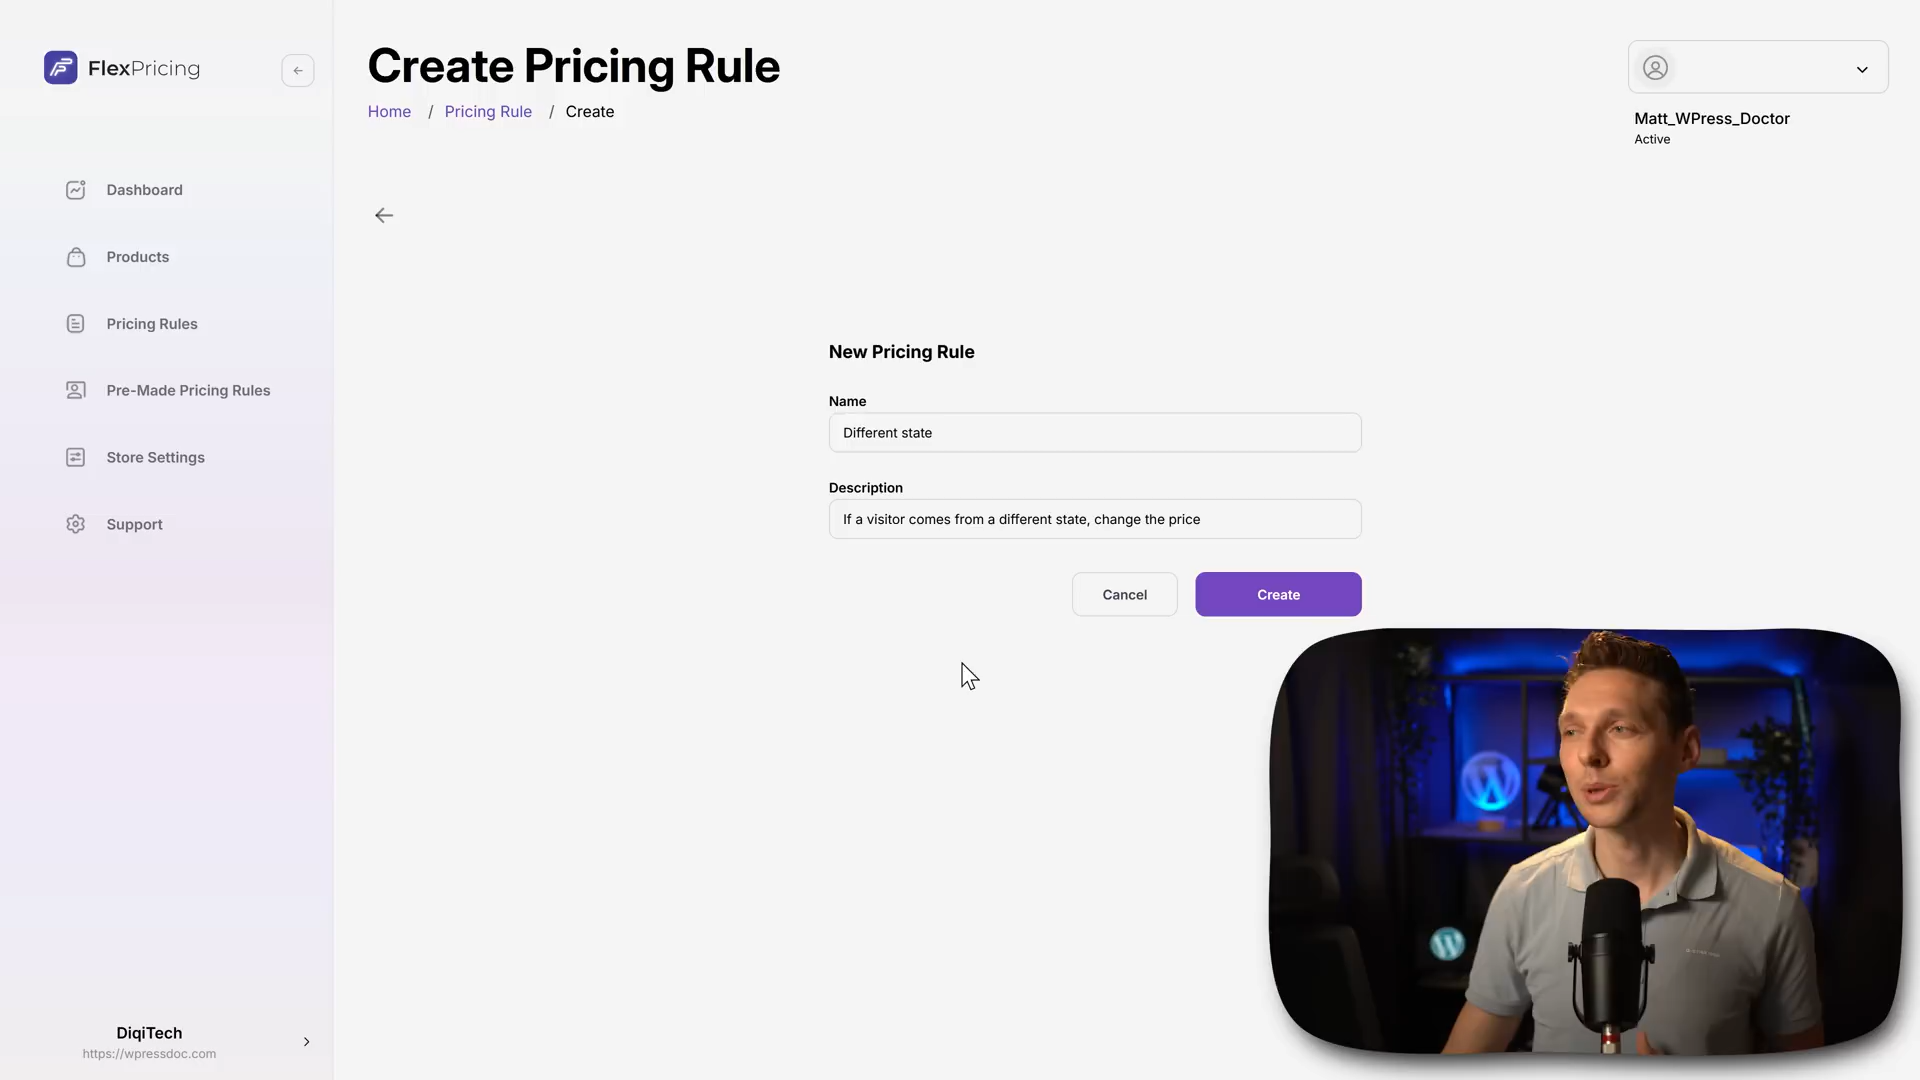 FlexPricing
Create Pricing Rule
Home / Pricing Rule / Create
Matt_WPress_Doctor
Active
Dashboard
Products
Pricing Rules
Pre-Made Pricing Rules
Store Settings
Support
New Pricing Rule
Name
Different state
Description
If a visitor comes from a different state, change the price
Cancel
Create
DiqiTech
https://wpressdoc.com